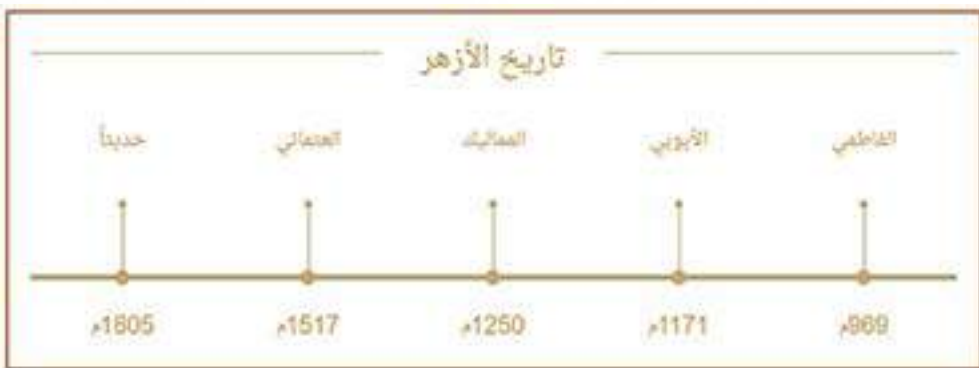 تاريخ الأزهر
الفاطمي الأيوبي المماليك العثماني حديثاً
969م 1171م 1250م 1517م 1805م